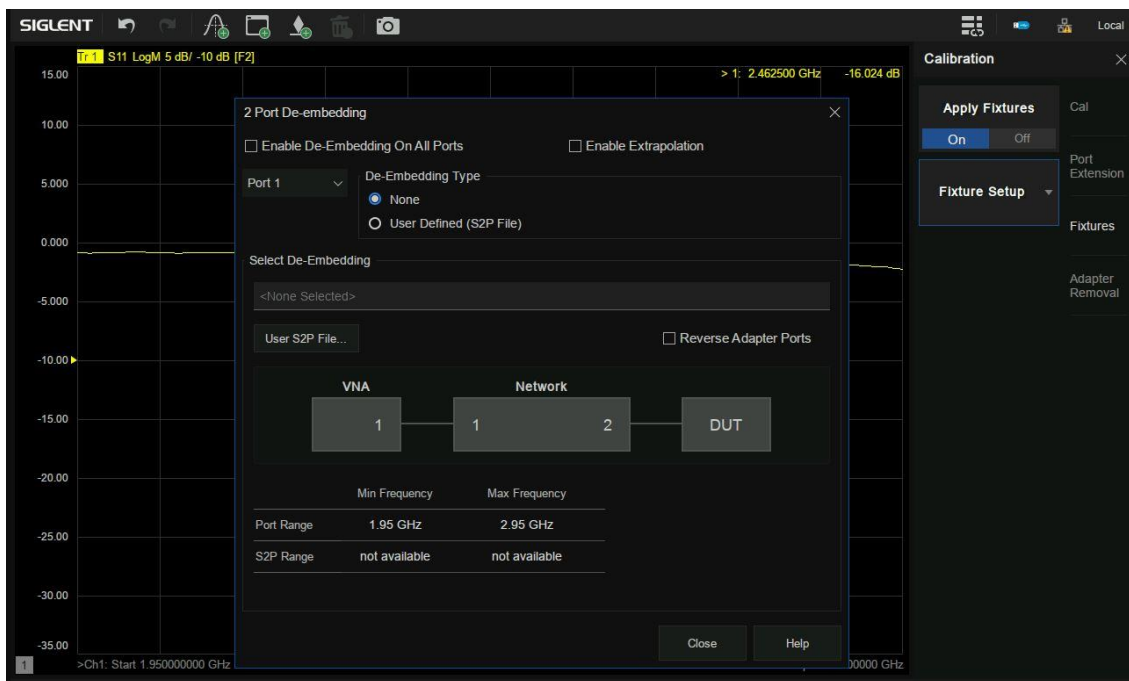 SIGLENT
Local
Tr 1 S11 LogM 5 dB/ -10 dB [F2]
> 1: 2.462500 GHz -16.024 dB
15.00
10.00
5.000
0.000
-5.000
-10.00
-15.00
-20.00
-25.00
-30.00
-35.00
1
>Ch1: Start 1.950000000 GHz
00000 GHz
2 Port De-embedding
Enable De-Embedding On All Ports
Enable Extrapolation
Port 1
De-Embedding Type
None
User Defined (S2P File)
Select De-Embedding
<None Selected>
User S2P File...
Reverse Adapter Ports
VNA
Network
1
1
2
DUT
Min Frequency
Max Frequency
Port Range 1.95 GHz 2.95 GHz
S2P Range not available not available
Close
Help
Calibration
Apply Fixtures
On
Off
Fixture Setup
Cal
Port
Extension
Fixtures
Adapter
Removal